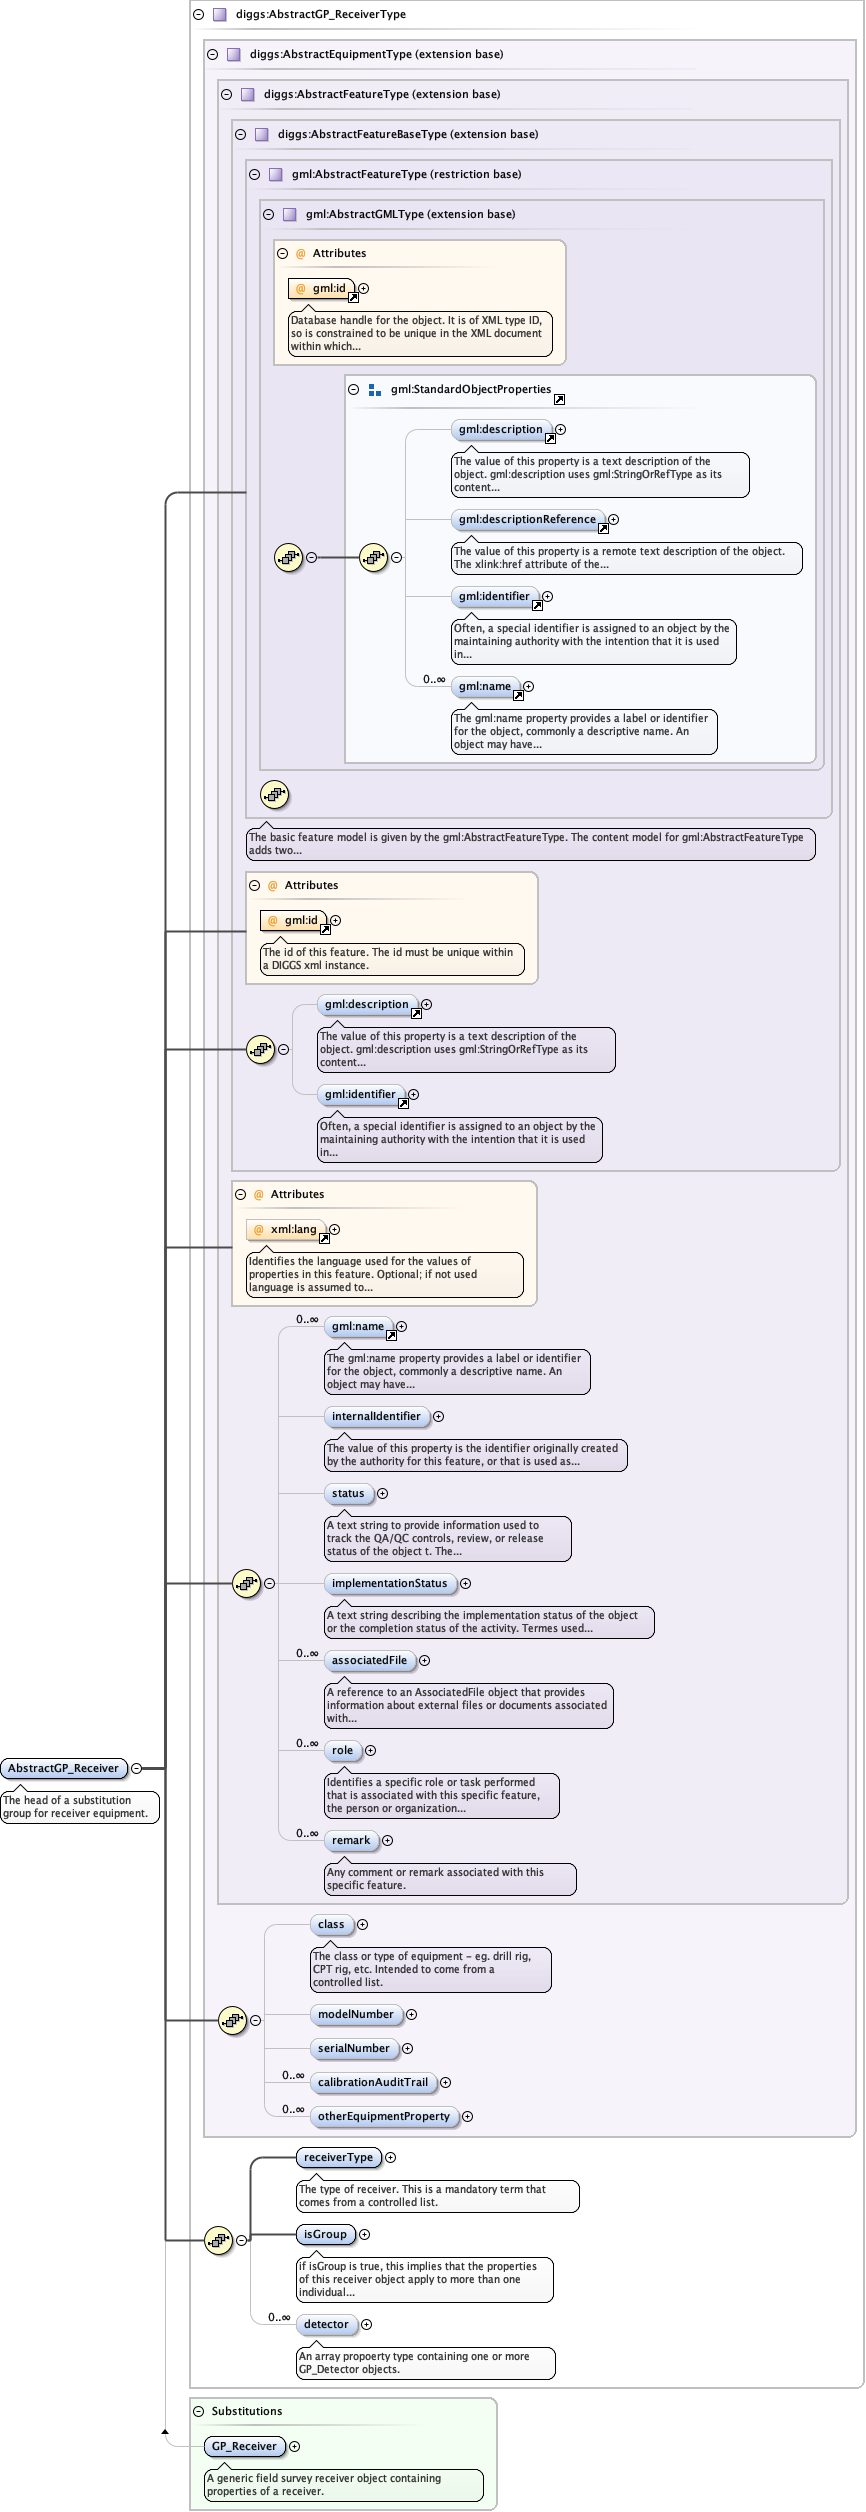 diggs:AbstractGP_ReceiverType
diggs:AbstractEquipmentType (extension base)
diggs:AbstractFeatureType (extension base)
diggs:AbstractFeatureBaseType (extension base)
gml:AbstractFeatureType (restriction base)
gml:AbstractGMLType (extension base)
@ Attributes
@ gml:id
Database handle for the object. It is of XML type ID,
so is constrained to be unique in the XML document
within which...
gml:StandardObjectProperties
gml:description
The value of this property is a text description of the
object. gml:description uses gml:StringOrRefType as its
content...
gml:descriptionReference
The value of this property is a remote text description of the object.
The xlink:href attribute of the...
gml:identifier
Often, a special identifier is assigned to an object by the
maintaining authority with the intention that it is used
in...
0..∞
gml:name
The gml:name property provides a label or identifier
for the object, commonly a descriptive name. An
object may have...
The basic feature model is given by the gml:AbstractFeatureType. The content model for gml:AbstractFeatureType
adds two...
@ Attributes
@ gml:id
The id of this feature. The id must be unique within
a DIGGS xml instance.
gml:description
The value of this property is a text description of the
object. gml:description uses gml:StringOrRefType as its
content...
gml:identifier
Often, a special identifier is assigned to an object by the
maintaining authority with the intention that it is used
in...
@ Attributes
@ xml:lang
Identifies the language used for the values of
properties in this feature. Optional; if not used
language is assumed to...
0..∞
gml:name
The gml:name property provides a label or identifier
for the object, commonly a descriptive name. An
object may have...
internalIdentifier
The value of this property is the identifier originally created
by the authority for this feature, or that is used as...
status
A text string to provide information used to
track the QA/QC controls, review, or release
status of the object t. The...
implementationStatus
A text string describing the implementation status of the object
or the completion status of the activity. Termes used...
0..∞
associatedFile
A reference to an AssociatedFile object that provides
information about external files or documents associated
with...
0..∞
role
Identifies a specific role or task performed
that is associated with this specific feature,
the person or organization...
0..∞
remark
Any comment or remark associated with this
specific feature.
AbstractGP_Receiver
The head of a substitution
group for receiver equipment.
class
The class or type of equipment - eg. drill rig,
CPT rig, etc. Intended to come from a
controlled list.
modelNumber
serialNumber
0..∞
calibrationAuditTrail
0..∞
otherEquipmentProperty
receiverType
The type of receiver. This is a mandatory term that
comes from a controlled list.
isGroup
if isGroup is true, this implies that the properties
of this receiver object apply to more than one
individual...
0..∞
detector
An array propoerty type containing one or more
GP_Detector objects.
Substitutions
GP_Receiver
A generic field survey receiver object containing
properties of a receiver.